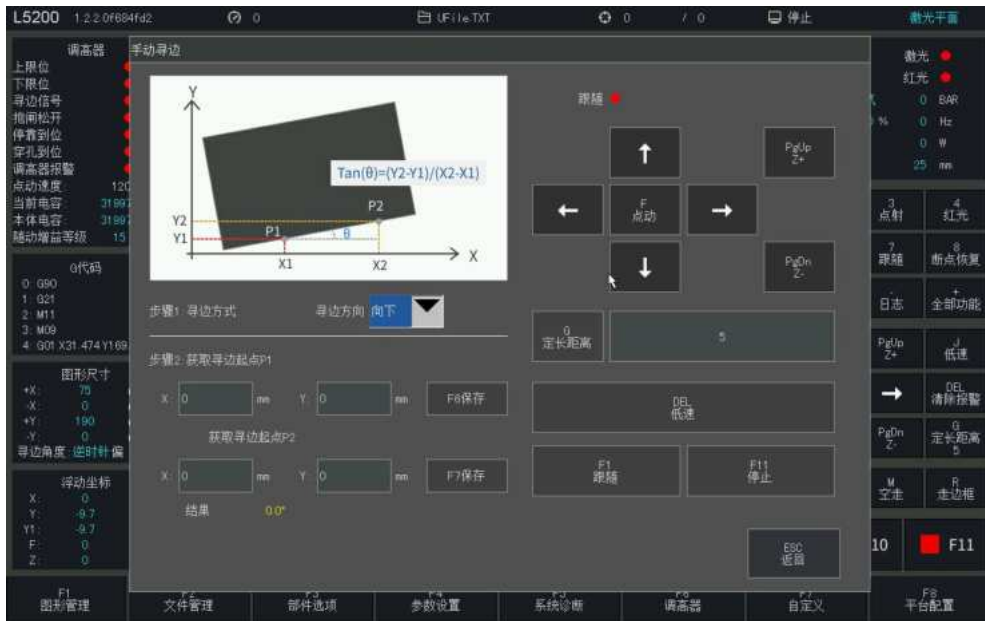 L5200 1.2.2.0f684fd2 0 UFile.TXT 0 / 0 停止 激光平面
调高器
上限位
下限位
寻边信号
抱闸松开
停靠到位
穿孔到位
调高器报警
点动速度 120
当前电容: 31997
本体电容: 31997
随动增益等级 15
G代码
0: G90
1: G21
2: M11
3: M09
4: G01 X31.474 Y169
图形尺寸
+X: 75
-X: 0
+Y: 190
-Y: 0
寻边角度: 逆时针偏
浮动坐标
X: 0
Y: -9.7
Y1: -9.7
F: 0
Z: 0
手动寻边
Y
Tan(θ)=(Y2-Y1)/(X2-X1)
P2
Y2
Y1
P1
θ
X1
X2
X
步骤1: 寻边方式 寻边方向 向下
步骤2: 获取寻边起点P1
X: 0 mm Y: 0 mm F6保存
获取寻边起点P2
X: 0 mm Y: 0 mm F7保存
结果 0.0°
跟随
↑
PgUp
Z+
←
F
点动
→
↓
PgDn
Z-
G
定长距离
5
DEL
低速
F1
跟随
F11
停止
ESC
返回
激光
红光
0 BAR
% 0 Hz
0 W
25 mm
3
点射
4
红光
7
跟随
8
断点恢复
-
日志
+
全部功能
PgUp
Z+
J
低速
→
DEL
清除报警
PgDn
Z-
G
定长距离
5
M
空走
R
走边框
10
F11
F1
图形管理
F2
文件管理
F3
部件选项
F4
参数设置
F5
系统诊断
F6
调高器
F7
自定义
F8
平台配置